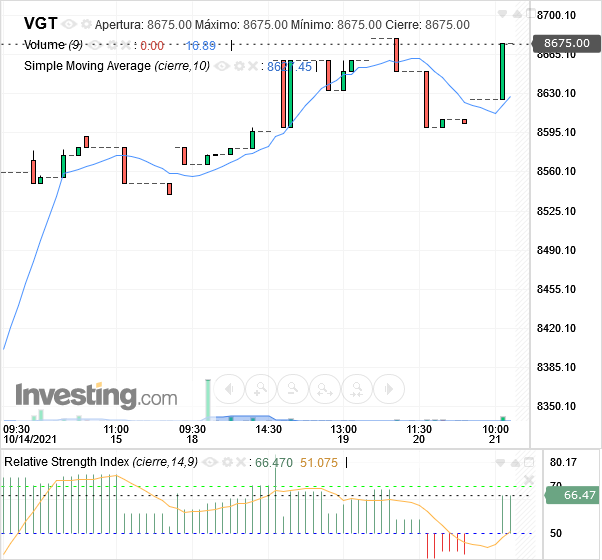 VGT Apertura: 8675.00 Máximo: 8675.00 Mínimo: 8675.00 Cierre: 8675.00
Volume (9) : 0.00 16.89
Simple Moving Average (cierre,10) :
8700.10
8675.00
8665.10
8630.10
8595.10
8560.10
8525.10
8490.10
8455.10
8420.10
8385.10
8350.10
Investing.com
09:30 11:00 09:30 14:30 13:00 11:30 10:00
10/14/2021 15 18 19 20 21
Relative Strength Index (cierre,14,9) : 66.470 51.075
80.17
70
66.47
50